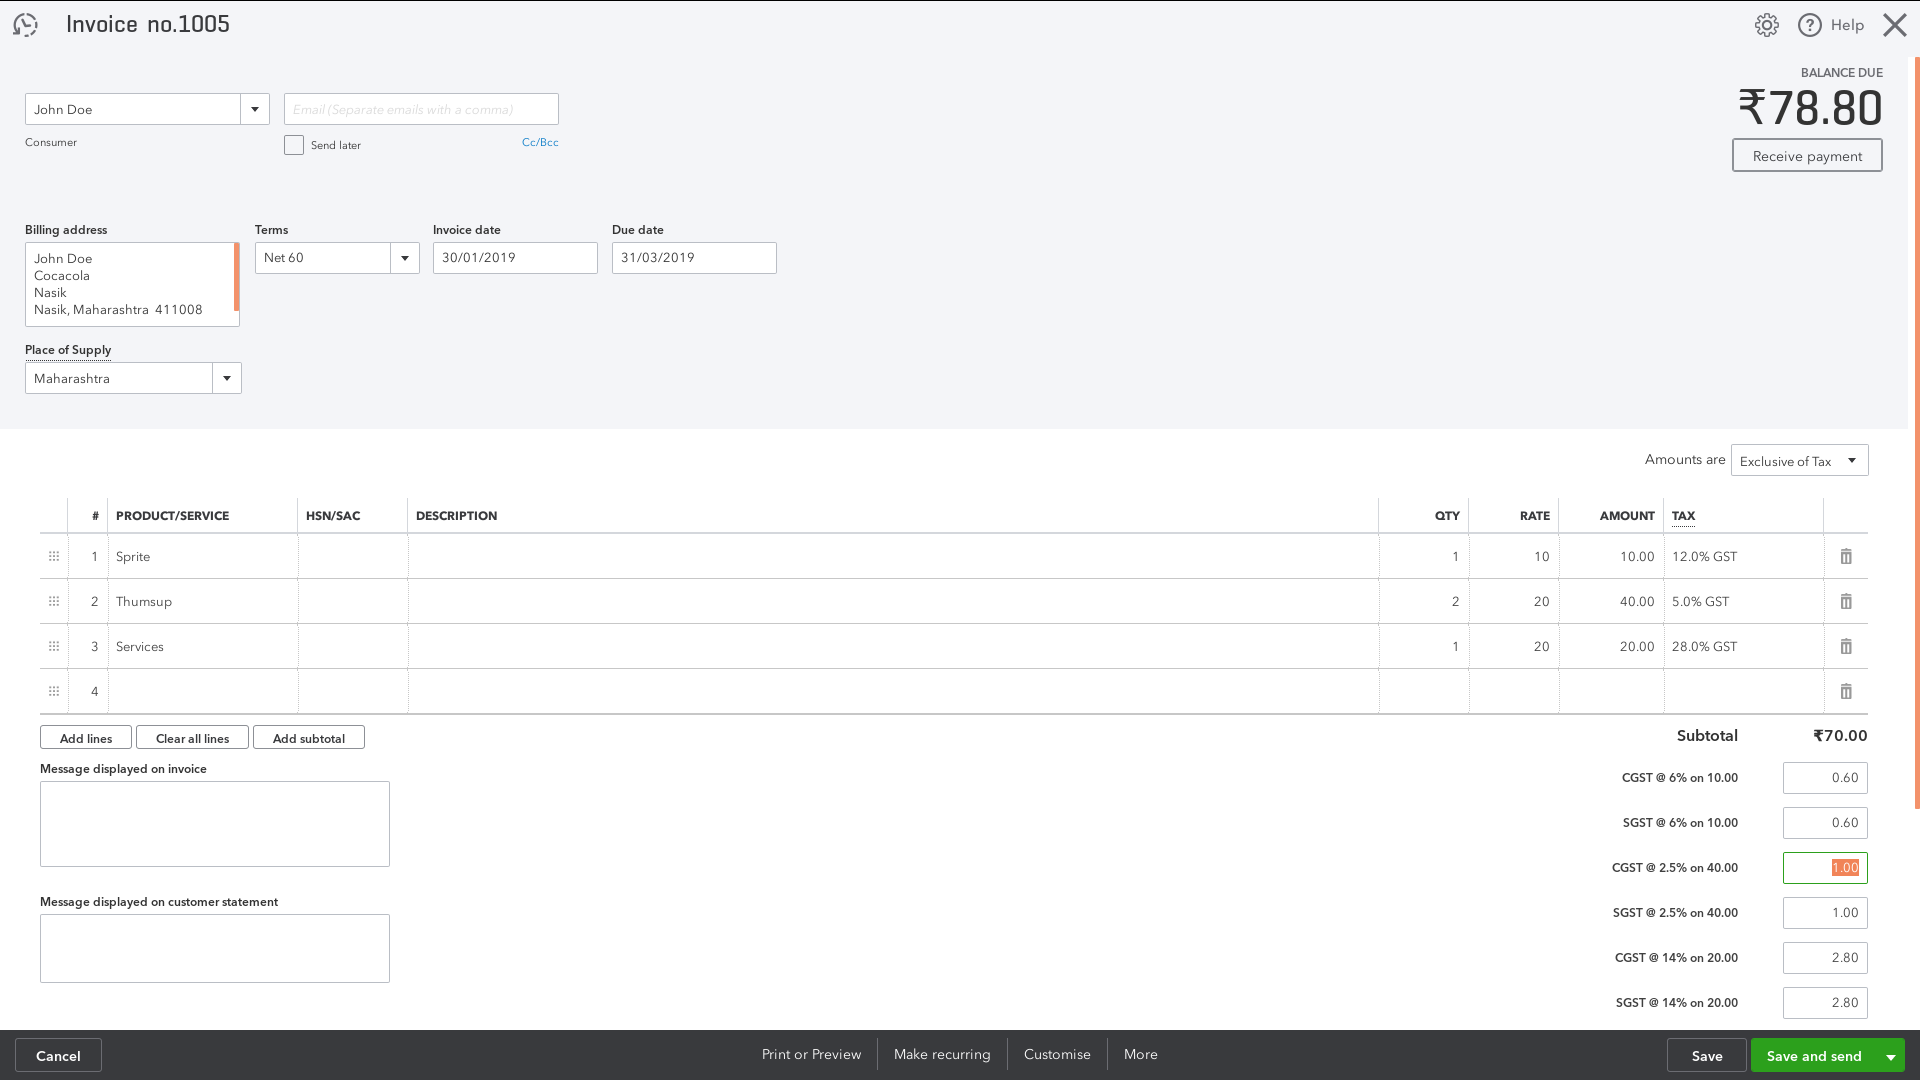 Invoice no.1005
Help
BALANCE DUE
₹78.80
Receive payment
John Doe
Email (Separate emails with a comma)
Consumer
Send later
Cc/Bcc
Billing address
Terms
Invoice date
Due date
John Doe
Cocacola
Nasik
Nasik, Maharashtra 411008
Net 60
30/01/2019
31/03/2019
Place of Supply
Maharashtra
Amounts are
Exclusive of Tax
# PRODUCT/SERVICE HSN/SAC DESCRIPTION QTY RATE AMOUNT TAX
1 Sprite 1 10 10.00 12.0% GST
2 Thumsup 2 20 40.00 5.0% GST
3 Services 1 20 20.00 28.0% GST
4
Add lines Clear all lines Add subtotal
Subtotal ₹70.00
Message displayed on invoice
CGST @ 6% on 10.00 0.60
SGST @ 6% on 10.00 0.60
CGST @ 2.5% on 40.00 1.00
Message displayed on customer statement
SGST @ 2.5% on 40.00 1.00
CGST @ 14% on 20.00 2.80
SGST @ 14% on 20.00 2.80
Cancel
Print or Preview Make recurring Customise More
Save Save and send